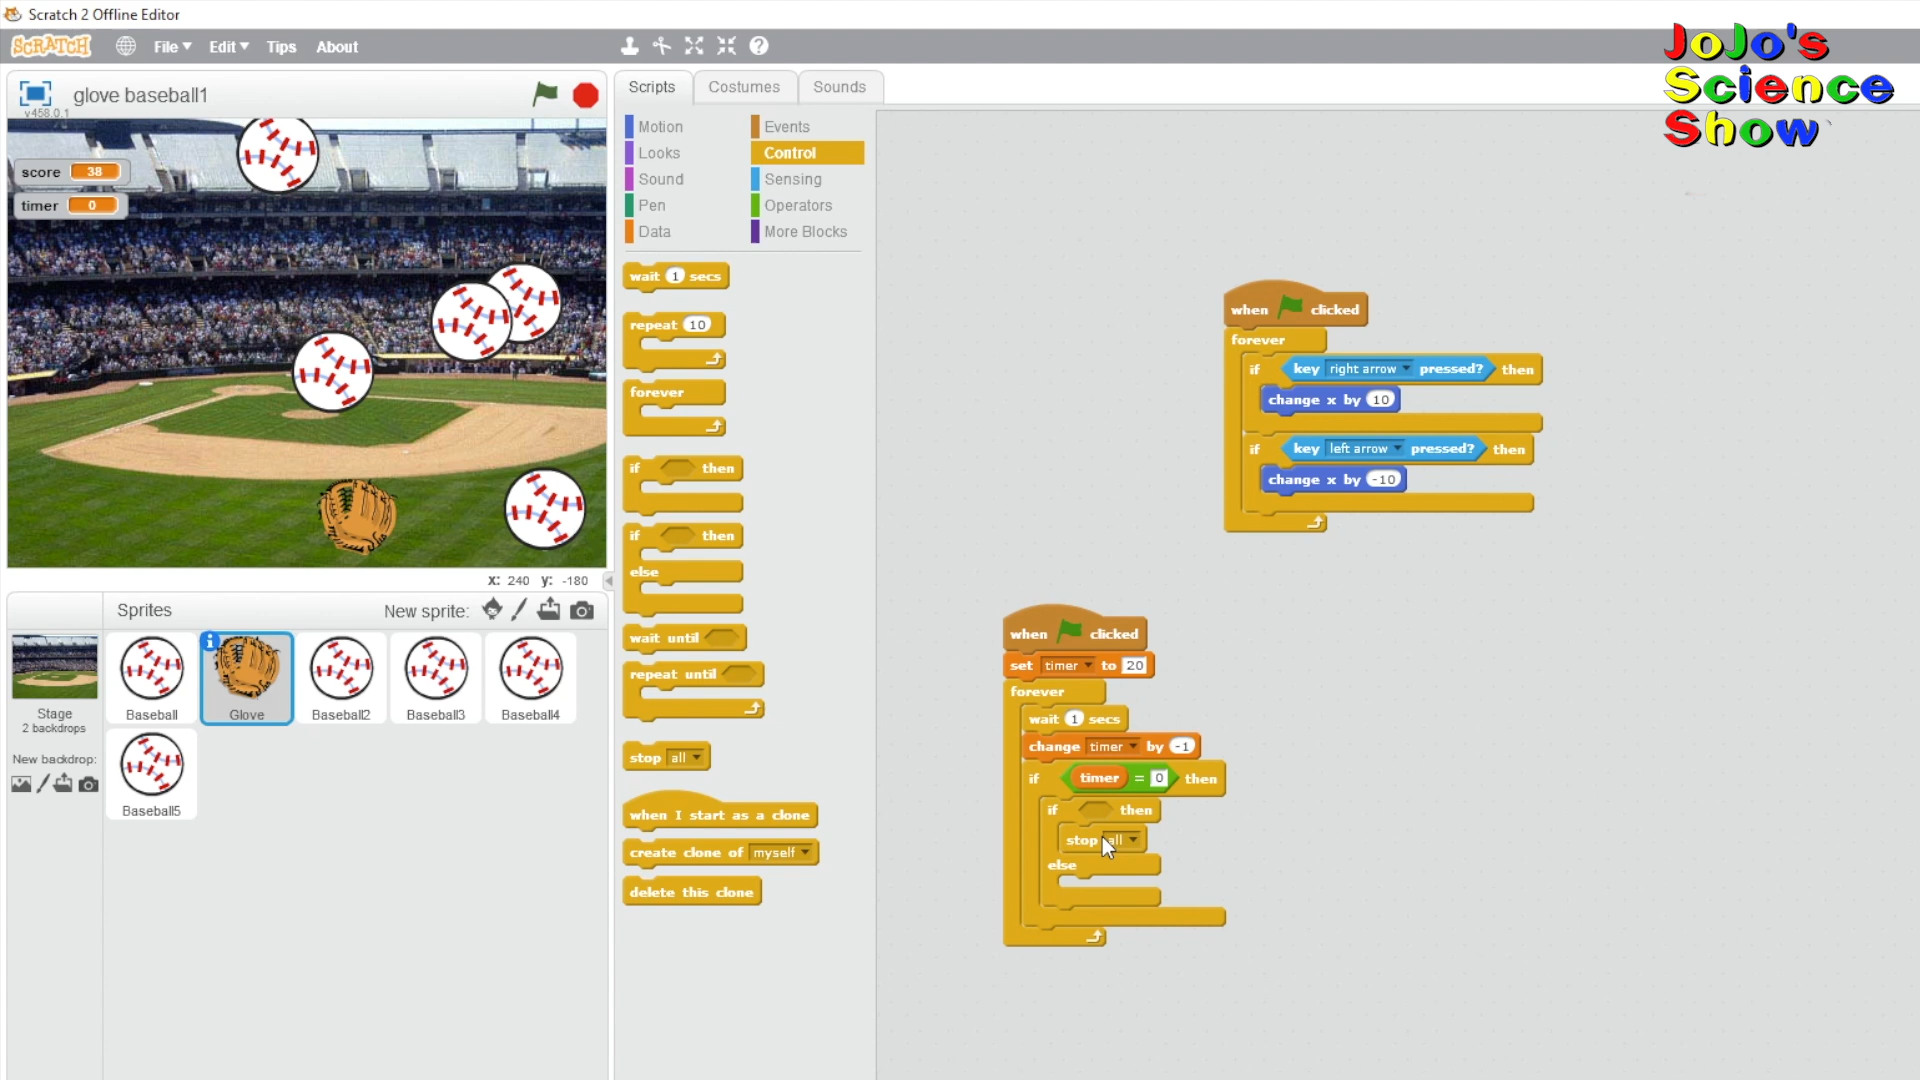 Scratch 2 Offline Editor
SCRATCH
File Edit Tips About
JoJo's
Science
Show
glove baseball1
v458.0.1
score 38
timer 0
x: 240 y: -180
Sprites New sprite:
Stage
2 backdrops
New backdrop:
Baseball
Glove
Baseball2
Baseball3
Baseball4
Baseball5
Scripts Costumes Sounds
Motion Events
Looks Control
Sound Sensing
Pen Operators
Data More Blocks
wait 1 secs
repeat 10
forever
if then
if then
else
wait until
repeat until
stop all
when I start as a clone
create clone of myself
delete this clone
when clicked
forever
if key right arrow pressed? then
change x by 10
if key left arrow pressed? then
change x by -10
when clicked
set timer to 20
forever
wait 1 secs
change timer by -1
if timer = 0 then
if then
stop all
else